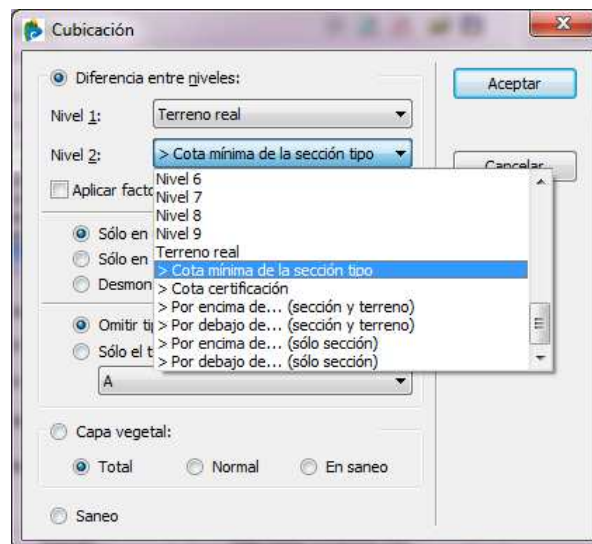 Cubicación
Diferencia entre niveles:
Aceptar
Nivel 1:
Terreno real
Nivel 2:
> Cota mínima de la sección tipo
Cancelar
Aplicar facto
Nivel 6
Nivel 7
Nivel 8
Sólo en
Nivel 9
Terreno real
Sólo en
> Cota mínima de la sección tipo
Desmon
> Cota certificación
> Por encima de... (sección y terreno)
Omitir ti
> Por debajo de... (sección y terreno)
> Por encima de... (sólo sección)
Sólo el t
> Por debajo de... (sólo sección)
A
Capa vegetal:
Total
Normal
En saneo
Saneo